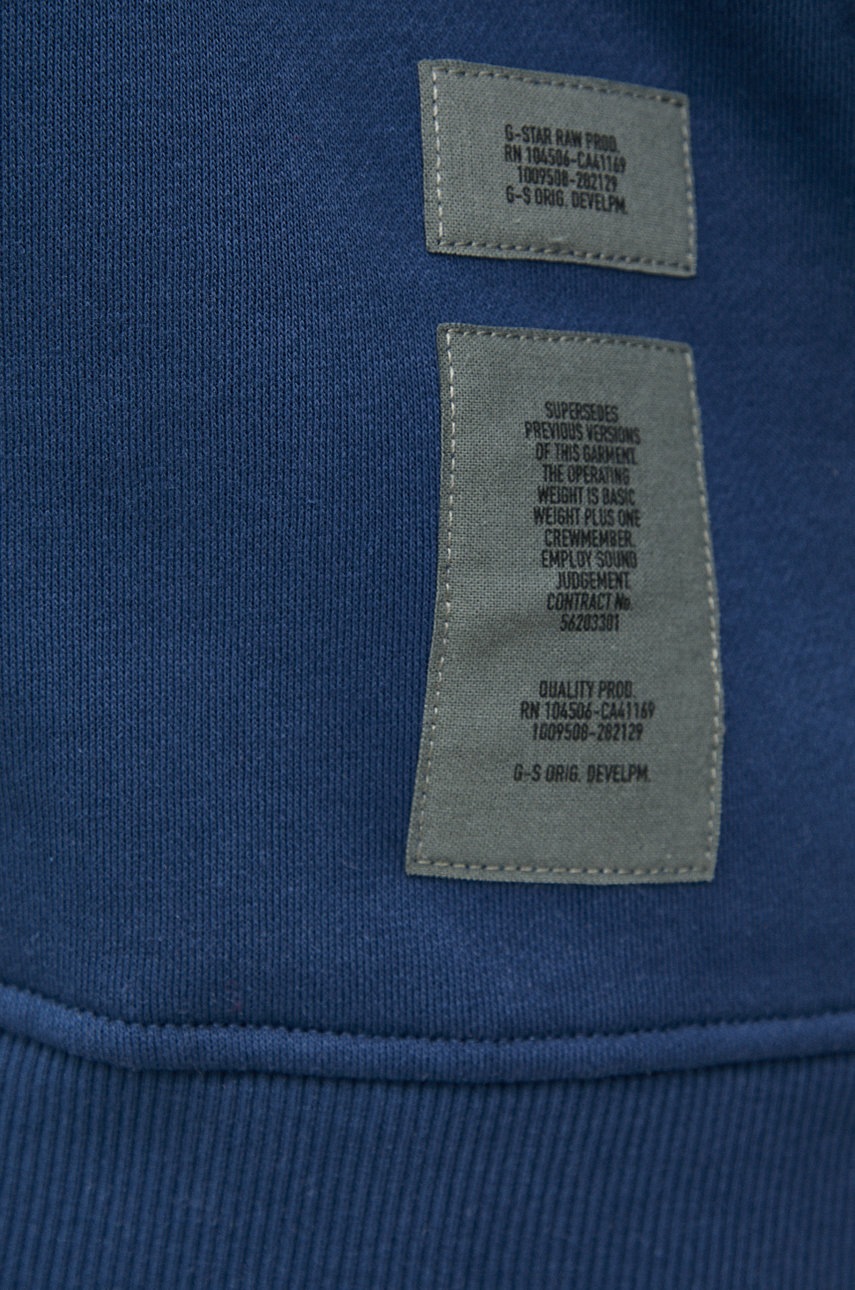 G-STAR RAW PROD.
RN 104506-CA41169
1009508-282129
G-S ORIG. DEVELPM.
SUPERSEDES
PREVIOUS VERSIONS
OF THIS GARMENT.
THE OPERATING
WEIGHT IS BASIC
WEIGHT PLUS ONE
CREWMEMBER.
EMPLOY SOUND
JUDGEMENT.
CONTRACT No.
56203301
QUALITY PROD.
RN 104506-CA41169
1009508-282129
G-S ORIG. DEVELPM.